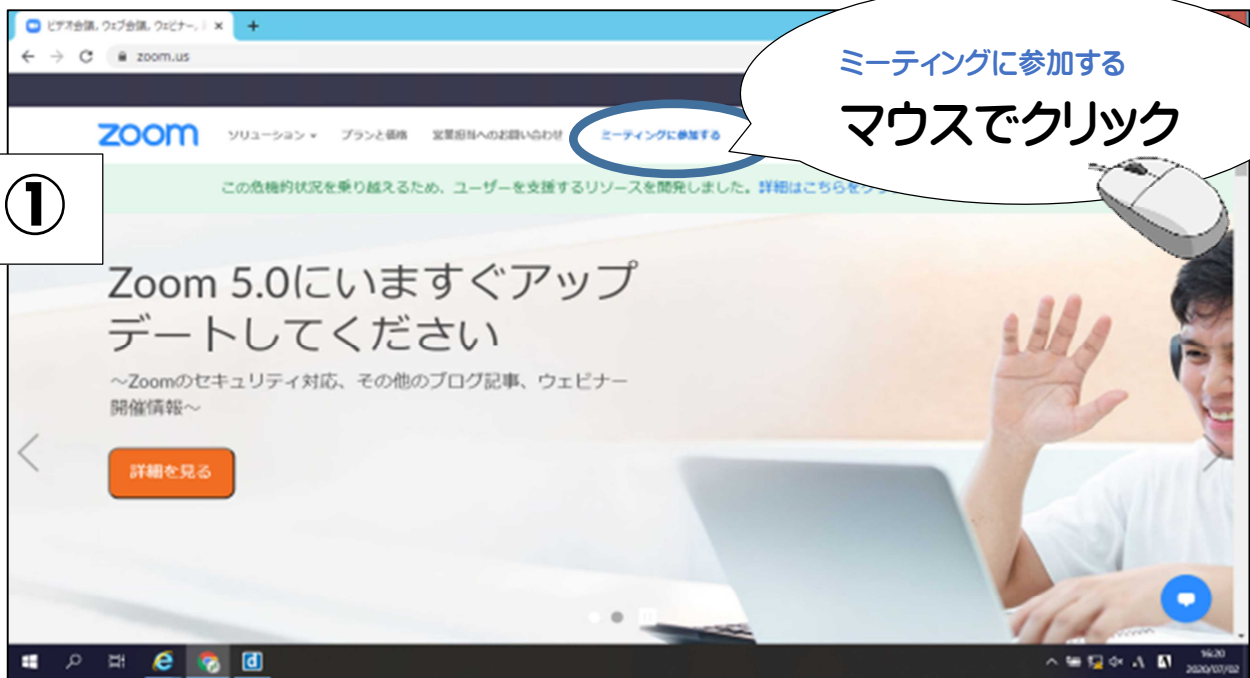 ビデオ会議, ウェブ会議, ウェビナー,
zoom.us
ミーティングに参加する
マウスでクリック
zoom
ソリューション
プランと価格
営業担当へのお問い合わせ
ミーティングに参加する
この危機的状況を乗り越えるため、ユーザーを支援するリソースを開発しました。詳細はこちらを
①
Zoom 5.0にいますぐアップ
デートしてください
～Zoomのセキュリティ対応、その他のブログ記事、ウェビナー
開催情報～
詳細を見る
16:20
2020/07/02